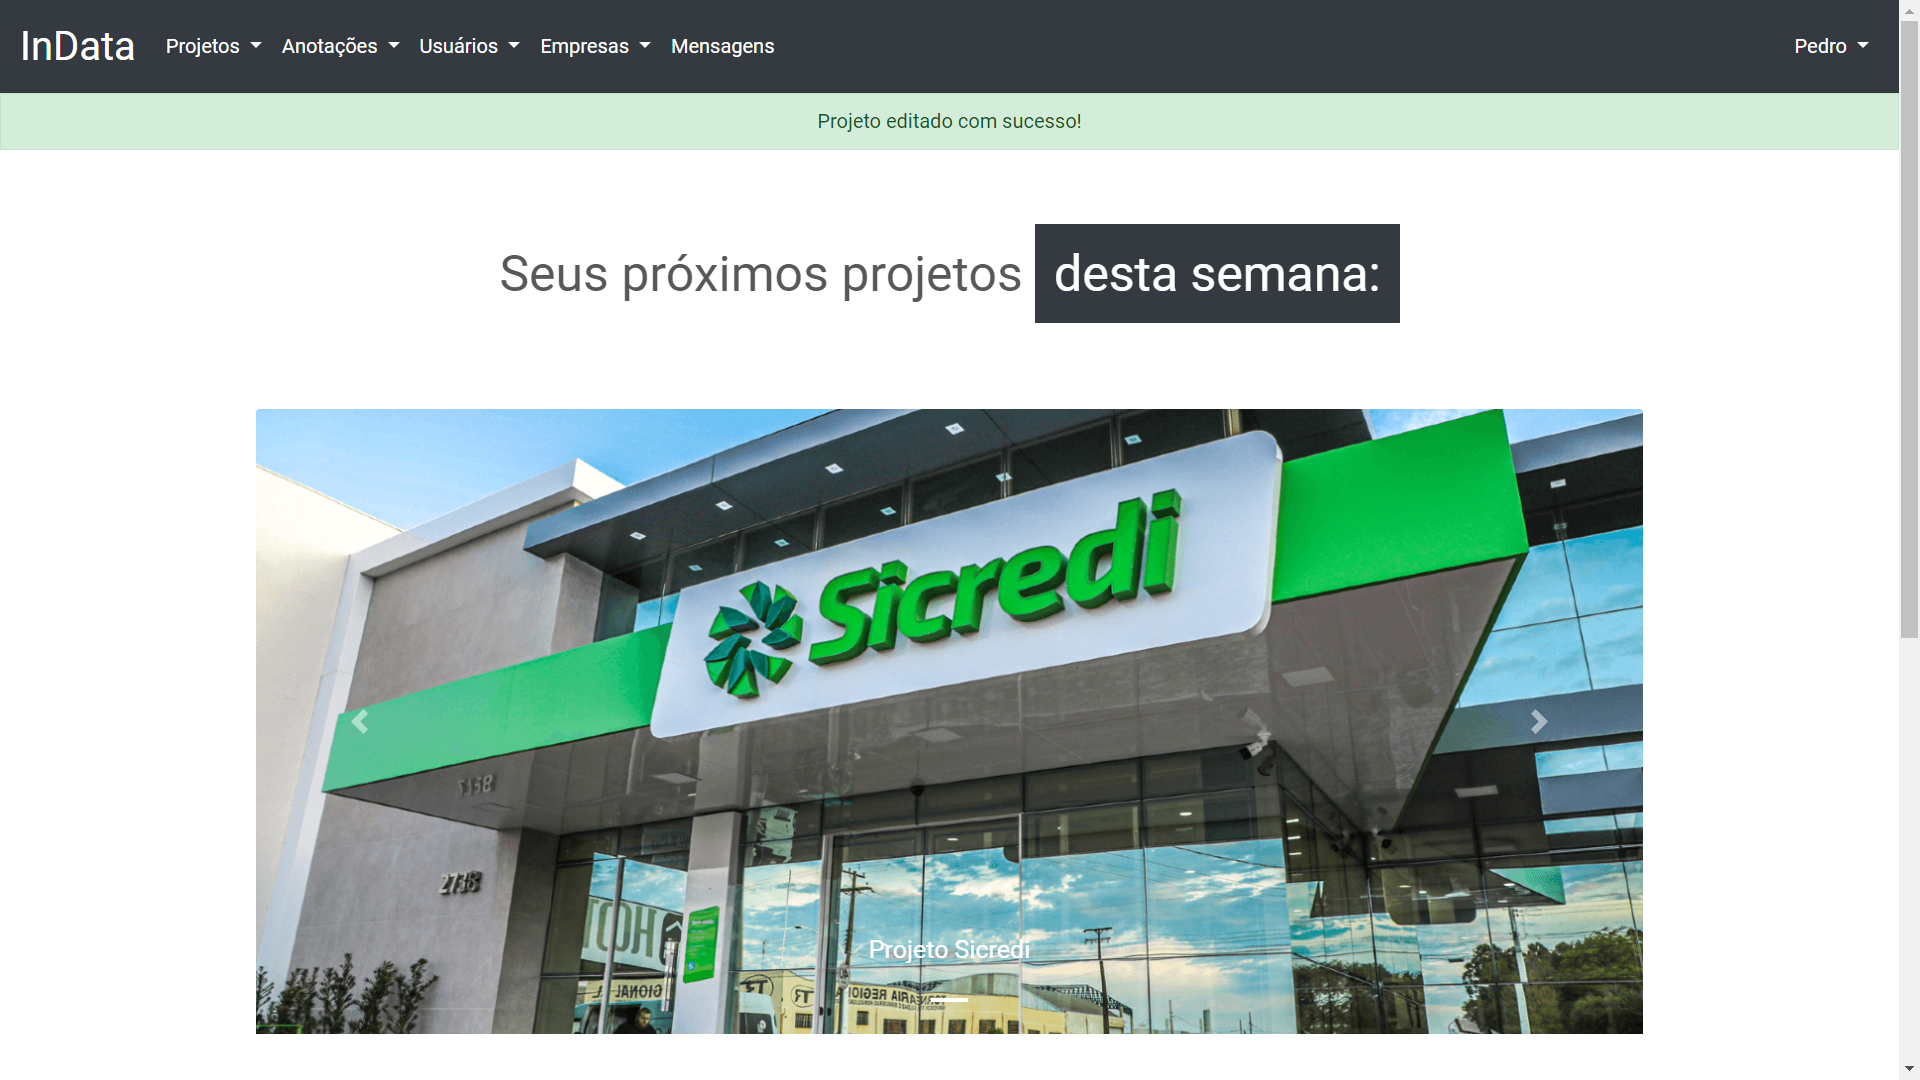 InData Projetos Anotações Usuários Empresas Mensagens Pedro
Projeto editado com sucesso!
Seus próximos projetos desta semana:
Sicredi
2738
Projeto Sicredi